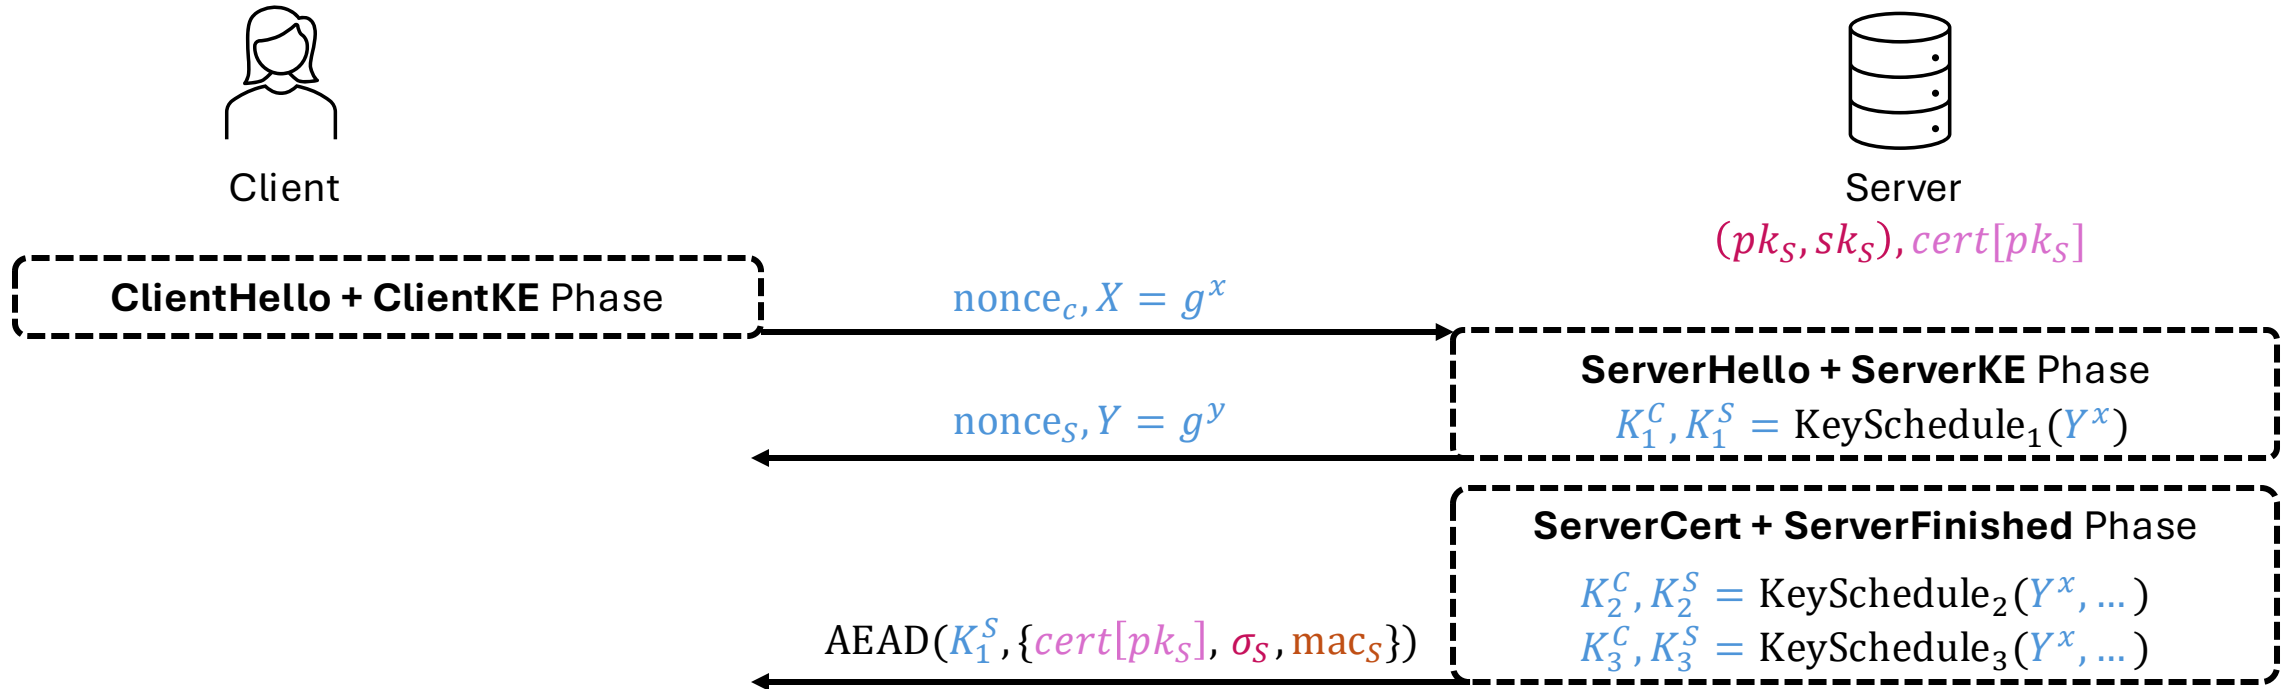 Client
Server
(pk_S, sk_S), cert[pk_S]
ClientHello + ClientKE Phase
nonce_c, X = g^x
ServerHello + ServerKE Phase
K_1^C, K_1^S = KeySchedule_1(Y^x)
nonce_S, Y = g^y
ServerCert + ServerFinished Phase
K_2^C, K_2^S = KeySchedule_2(Y^x, …)
K_3^C, K_3^S = KeySchedule_3(Y^x, …)
AEAD(K_1^S, {cert[pk_S], σ_S, mac_S})